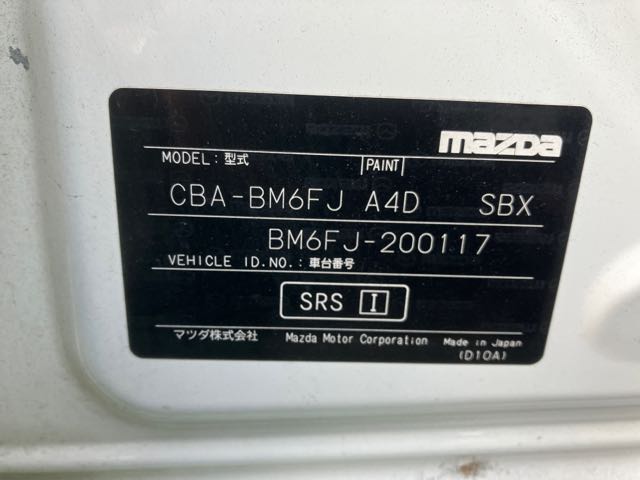 mazda
MODEL:型式 PAINT
CBA-BM6FJ A4D SBX
BM6FJ-200117
VEHICLE ID.NO.:車台番号
SRS I
マツダ株式会社 Mazda Motor Corporation Made in Japan
(D10A)